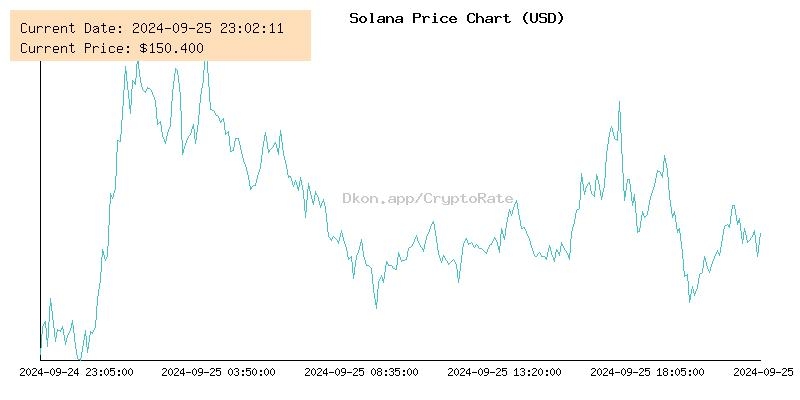 Solana Price Chart (USD)
Current Date: 2024-09-25 23:02:11
Current Price: $150.400
Dkon.app/CryptoRate
2024-09-24 23:05:00 2024-09-25 03:50:00 2024-09-25 08:35:00 2024-09-25 13:20:00 2024-09-25 18:05:00 2024-09-25